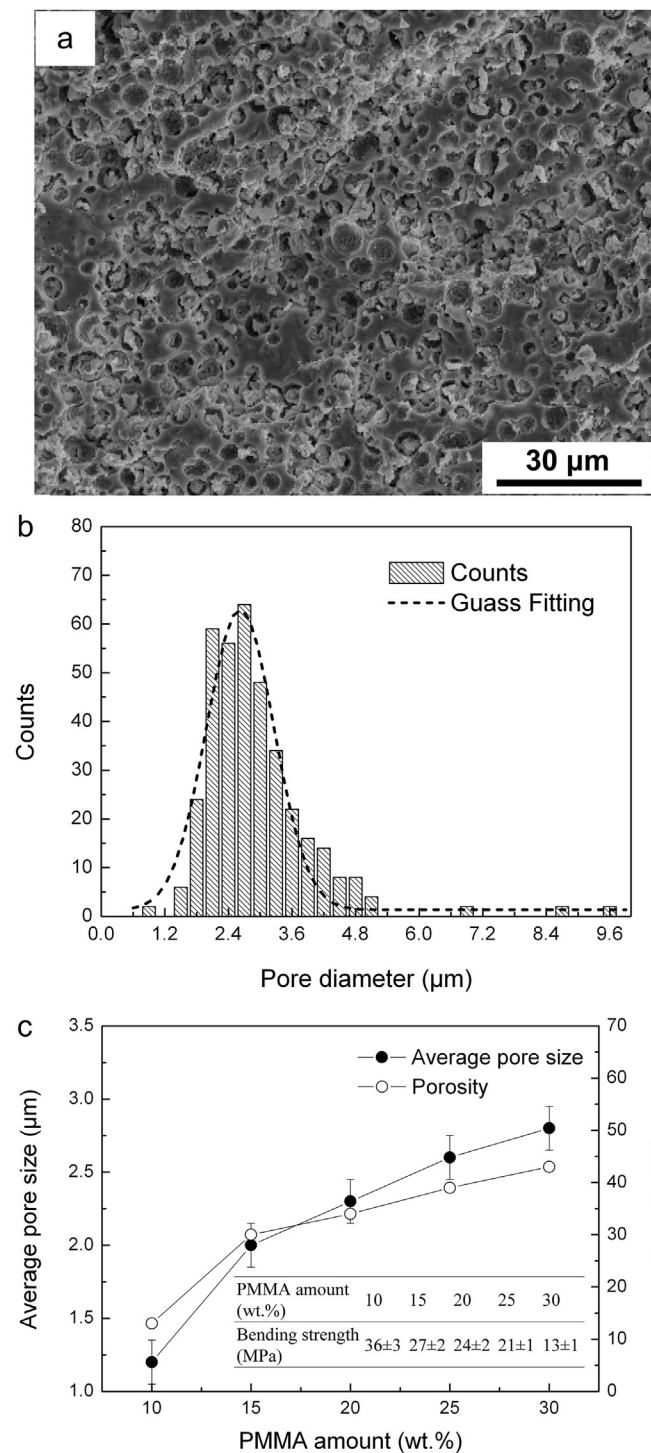 a
30 µm
b
80
70
60
50
40
30
20
10
0
Counts
Counts
Guass Fitting
0.0 1.2 2.4 3.6 4.8 6.0 7.2 8.4 9.6
Pore diameter (µm)
c
3.5
3.0
2.5
2.0
1.5
1.0
Average pore size (µm)
Average pore size
Porosity
70
60
50
40
30
20
10
0
PMMA amount
(wt.%) 10 15 20 25 30
Bending strength
(MPa) 36±3 27±2 24±2 21±1 13±1
10 15 20 25 30
PMMA amount (wt.%)